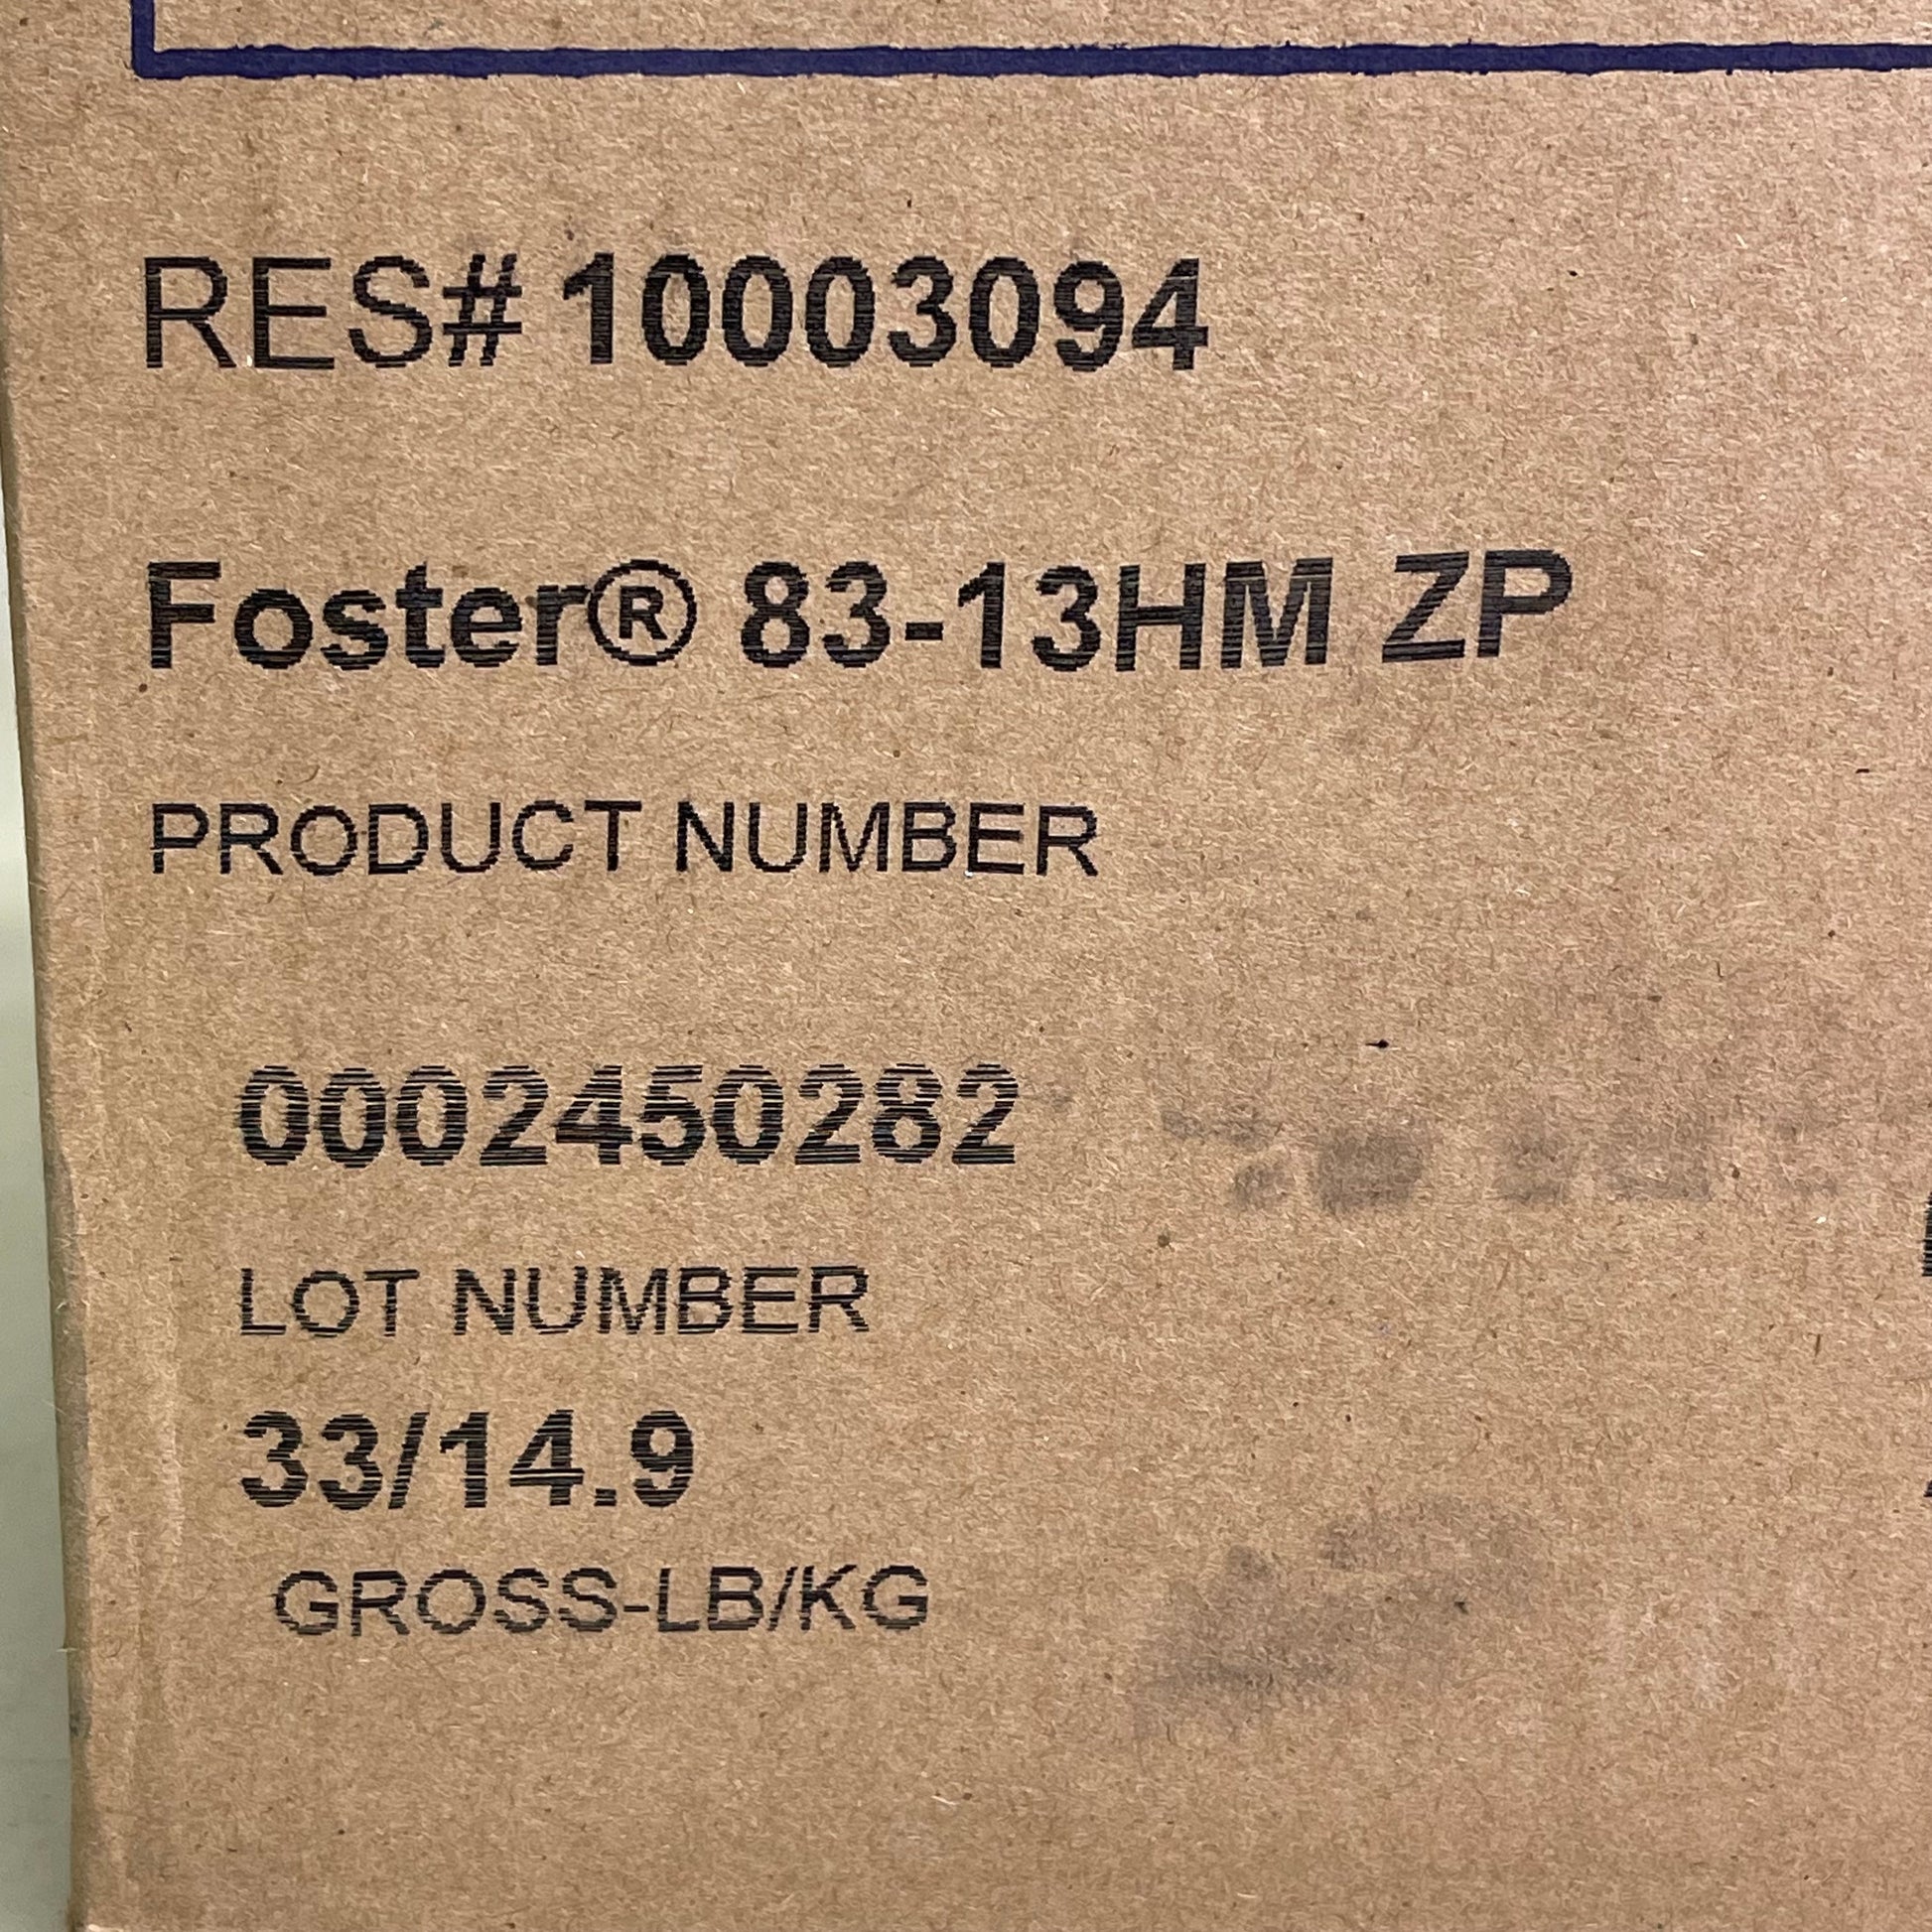 RES# 10003094
Foster® 83-13HM ZP
PRODUCT NUMBER
0002450282
LOT NUMBER
33/14.9
GROSS-LB/KG